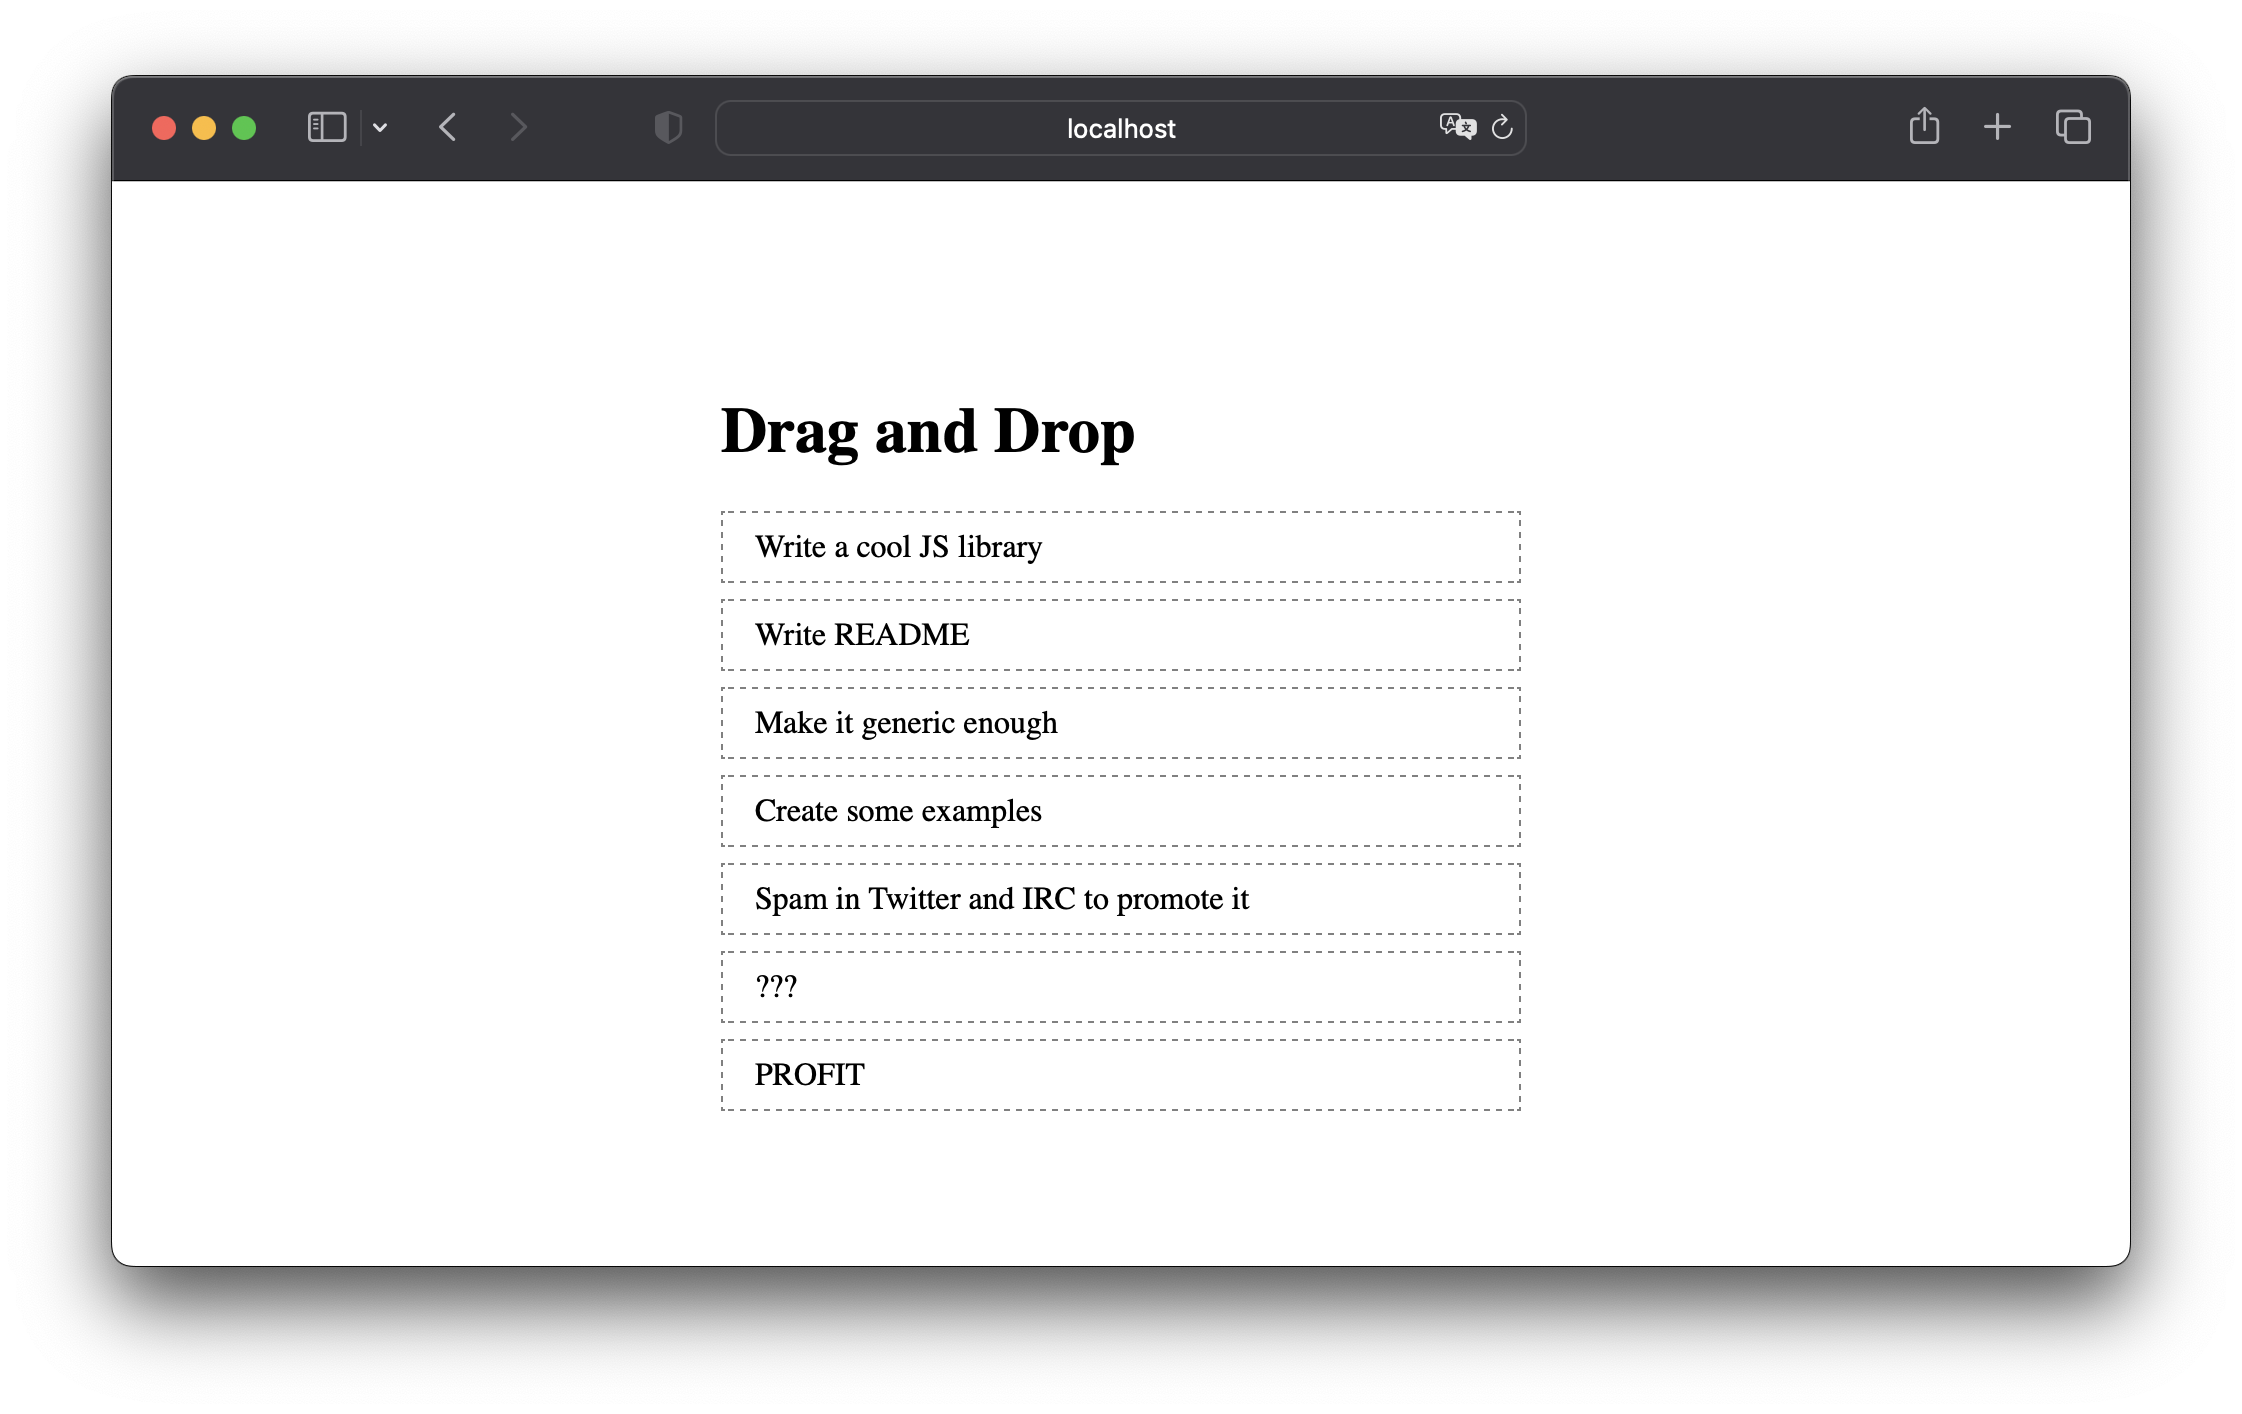 localhost
Drag and Drop
Write a cool JS library
Write README
Make it generic enough
Create some examples
Spam in Twitter and IRC to promote it
???
PROFIT